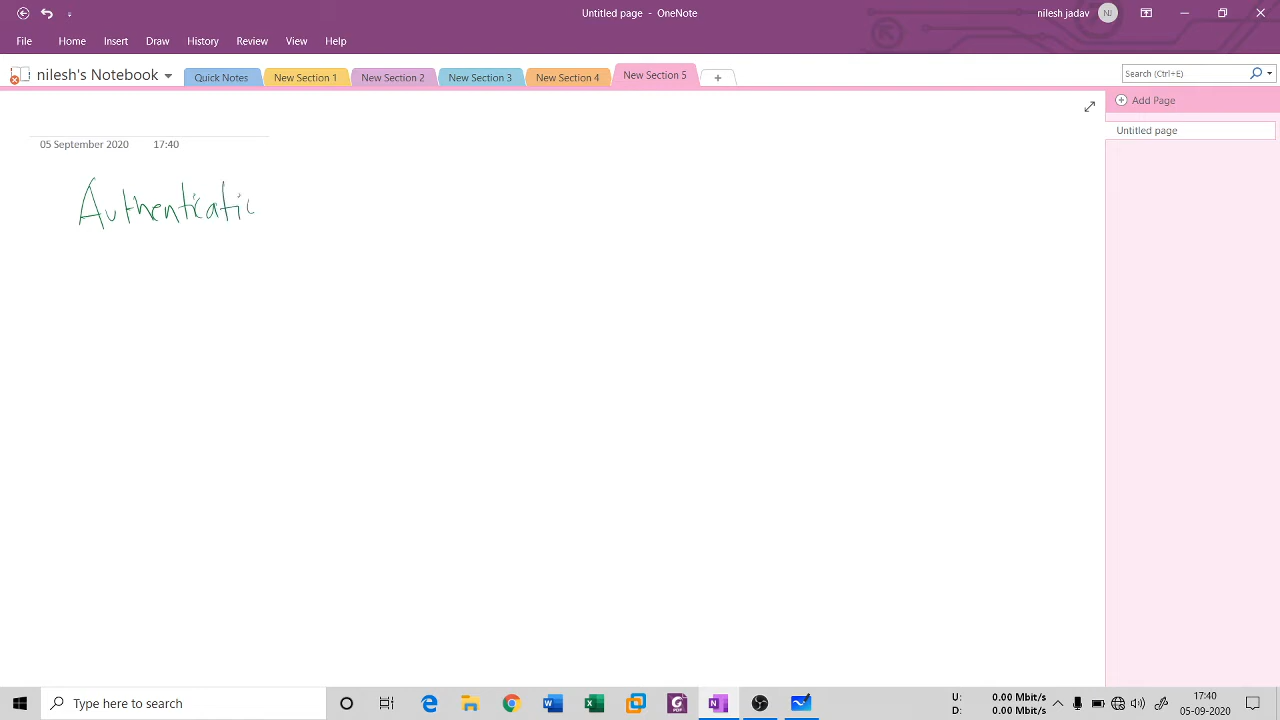 Untitled page - OneNote
nilesh jadav NJ
File Home Insert Draw History Review View Help
nilesh's Notebook Quick Notes New Section 1 New Section 2 New Section 3 New Section 4 New Section 5
Search (Ctrl+E)
Add Page
Untitled page
05 September 2020 17:40
Authenticatic
Type here to search
U: 0.00 Mbit/s
D: 0.00 Mbit/s
17:40
05-09-2020